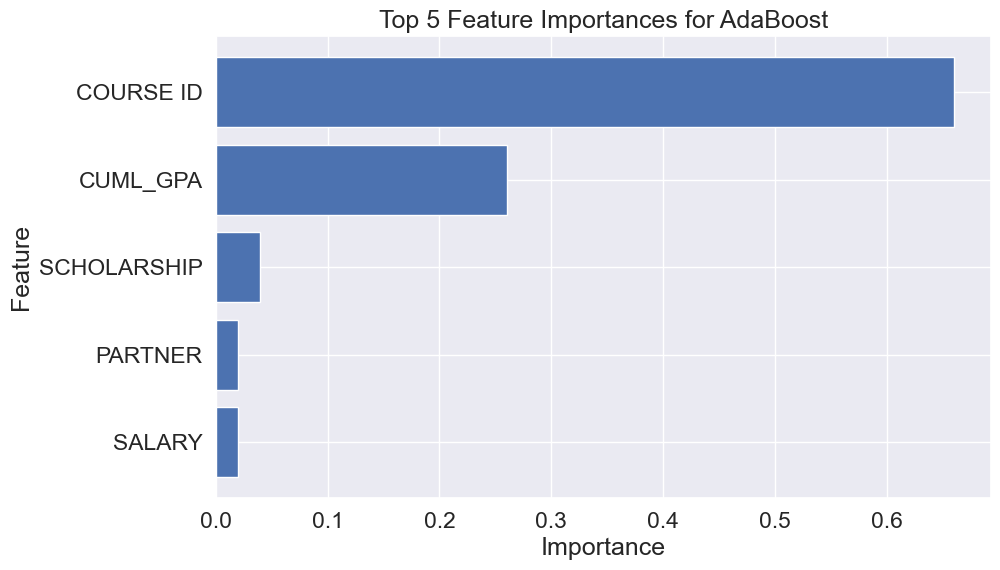 Top 5 Feature Importances for AdaBoost
Feature
COURSE ID
CUML_GPA
SCHOLARSHIP
PARTNER
SALARY
0.0 0.1 0.2 0.3 0.4 0.5 0.6
Importance